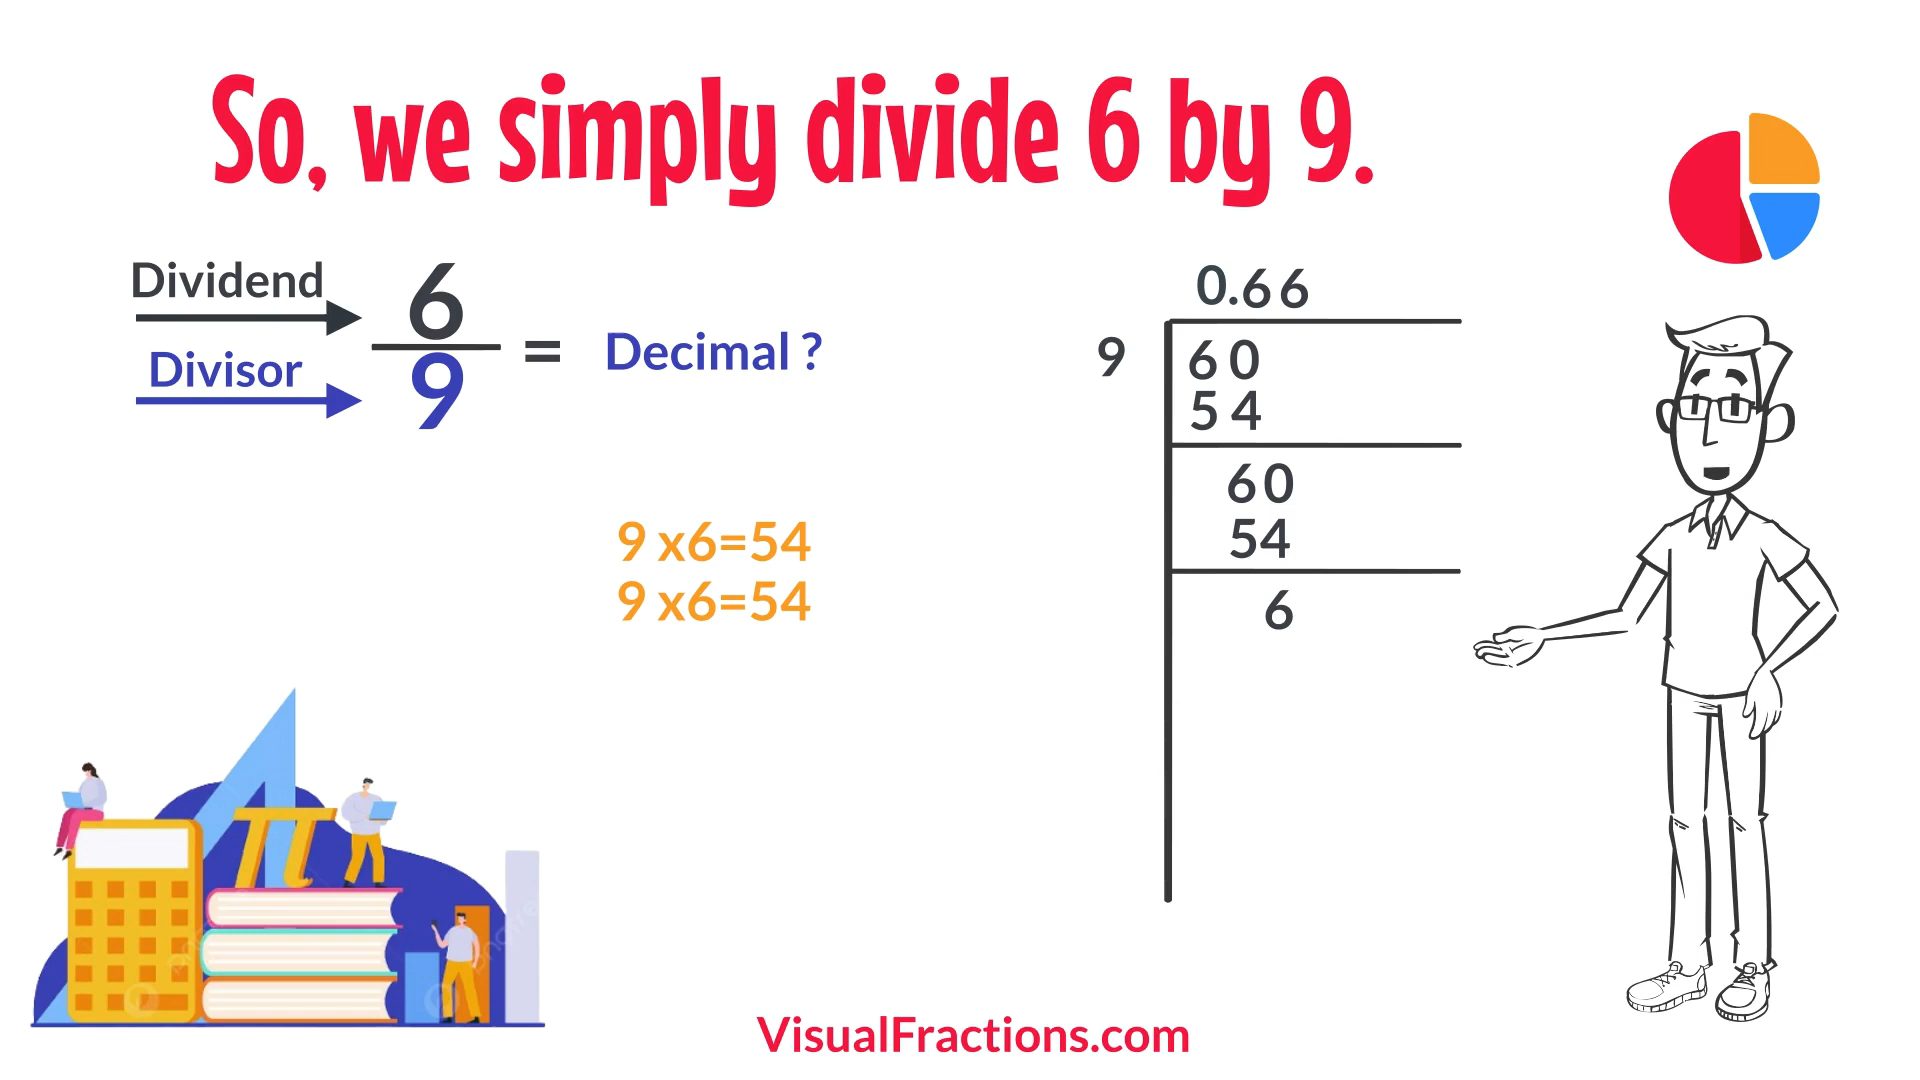 So, we simply divide 6 by 9.
Dividend
Divisor
6
9
= Decimal ?
9 x6=54
9 x6=54
0.66
9
60
54
60
54
6
VisualFractions.com